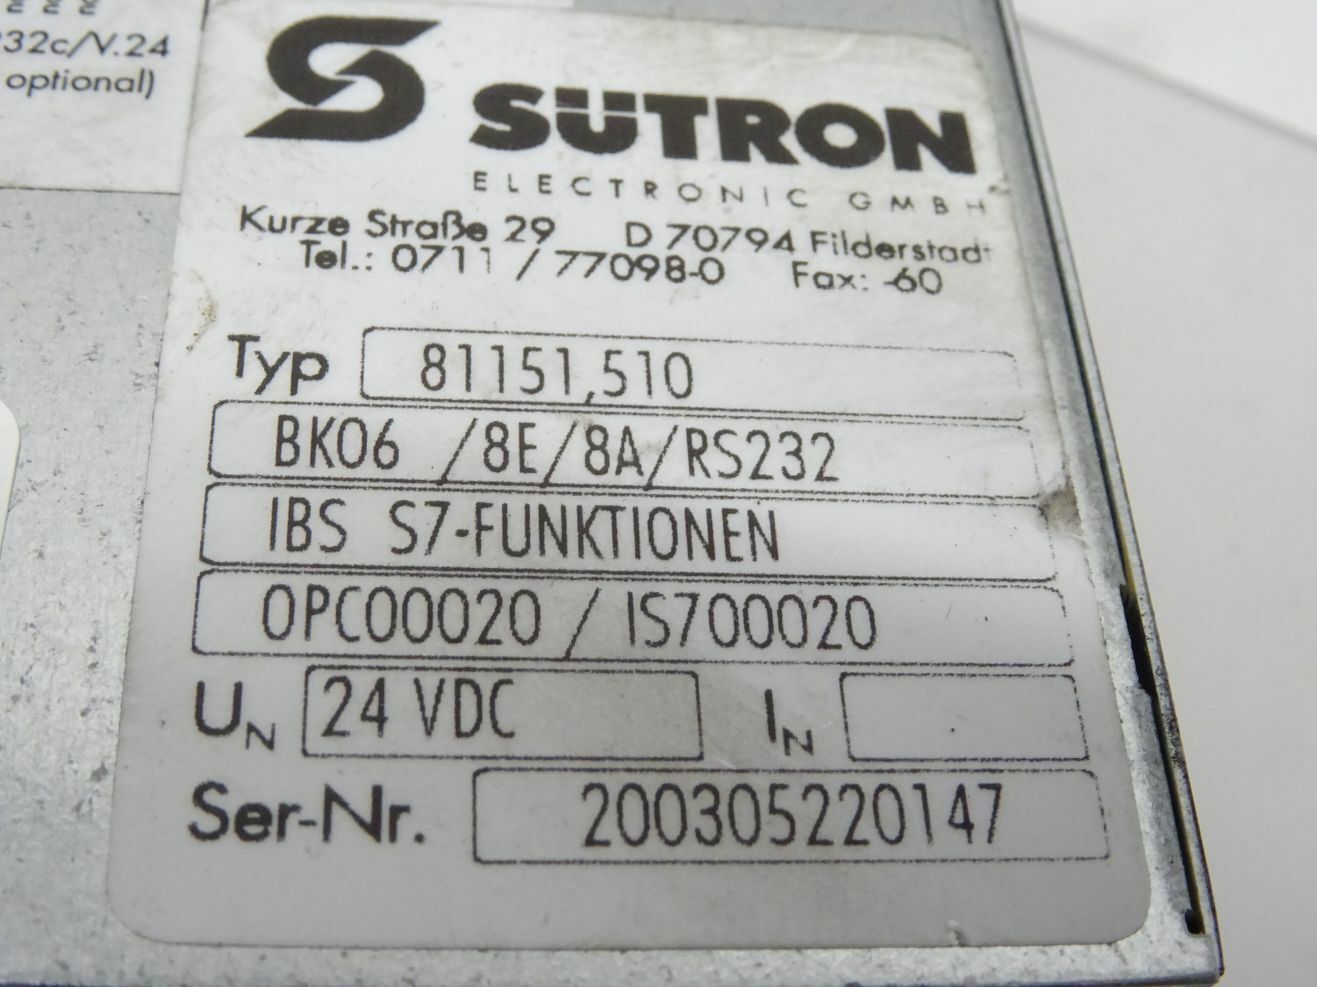 32c/V.24
optional)
SÜTRON
ELECTRONIC GMBH
Kurze Straße 29 D 70794 Filderstadt
Tel.: 0711 / 77098-0 Fax: -60
Typ 81151,510
BK06 /8E/8A/RS232
IBS S7-FUNKTIONEN
OPC00020 / IS700020
UN 24 VDC IN
Ser-Nr. 200305220147